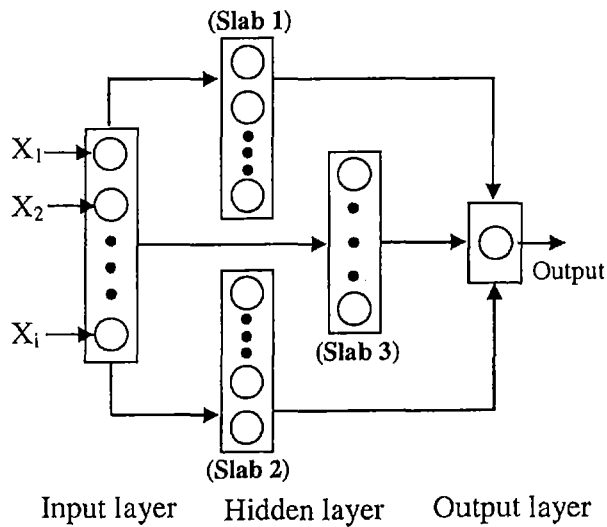 (Slab 1)
X1
X2
Xi
Output
(Slab 3)
(Slab 2)
Input layer Hidden layer Output layer